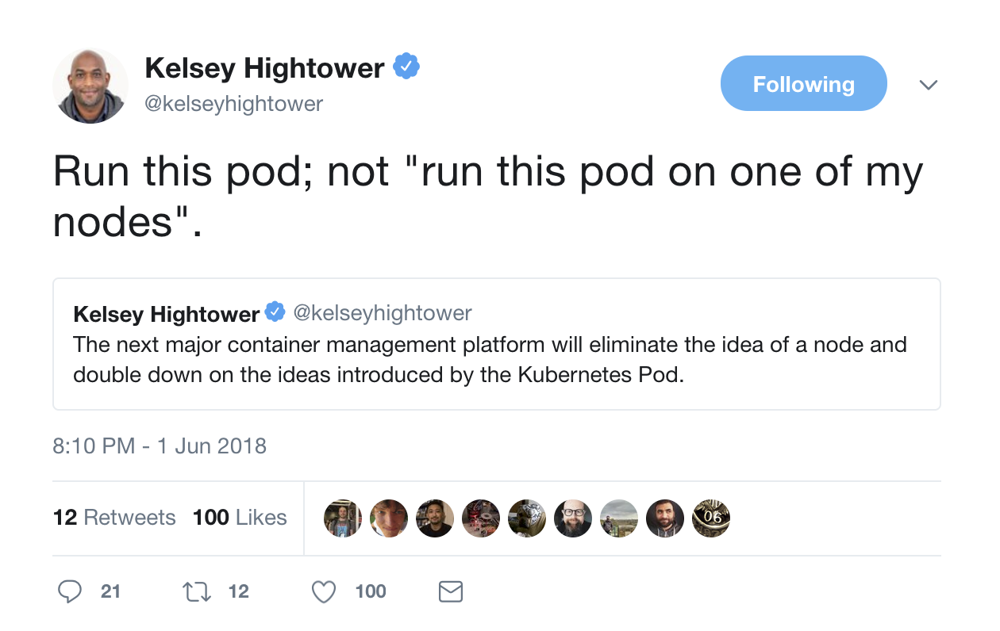 Kelsey Hightower
@kelseyhightower
Following
Run this pod; not "run this pod on one of my
nodes".
Kelsey Hightower @kelseyhightower
The next major container management platform will eliminate the idea of a node and
double down on the ideas introduced by the Kubernetes Pod.
8:10 PM - 1 Jun 2018
12 Retweets 100 Likes
06
21 12 100